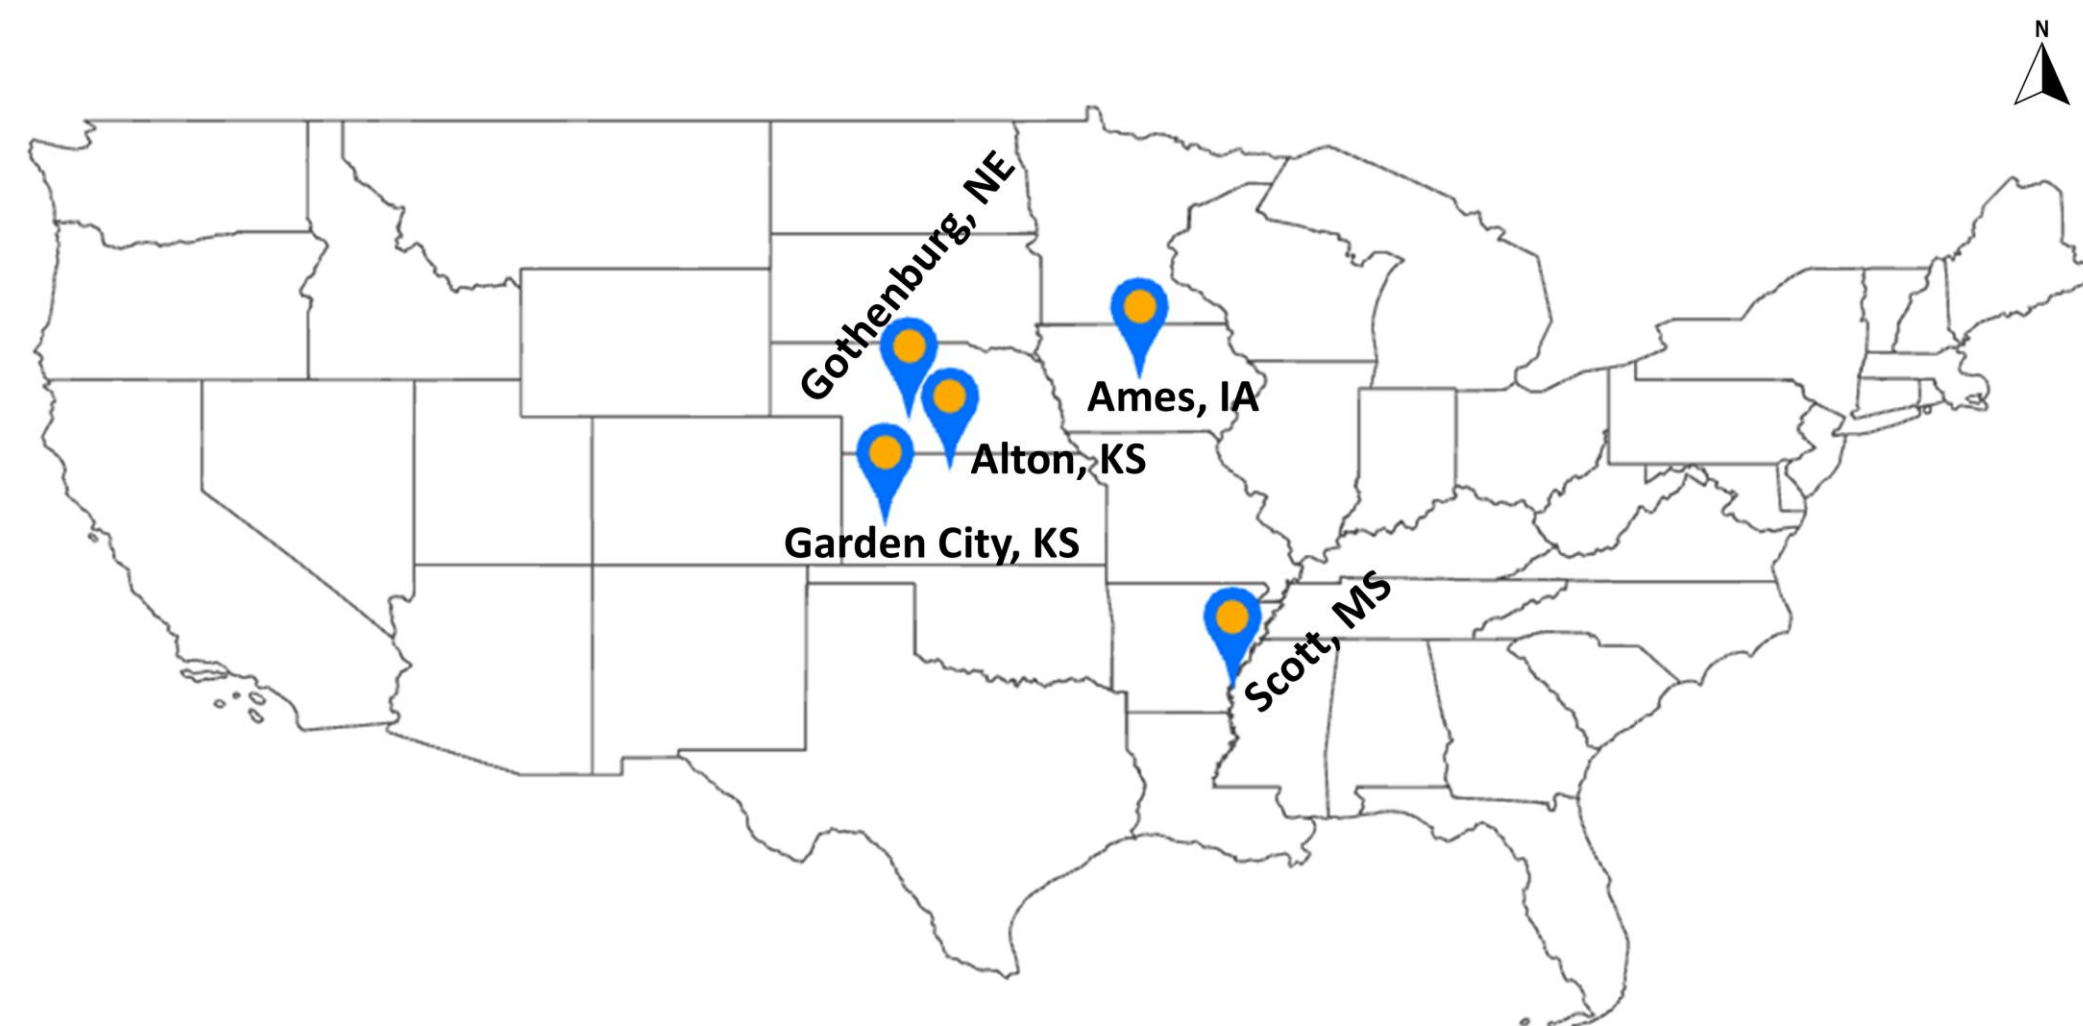 N
Gothenburg, NE
Ames, IA
Alton, KS
Garden City, KS
Scott, MS